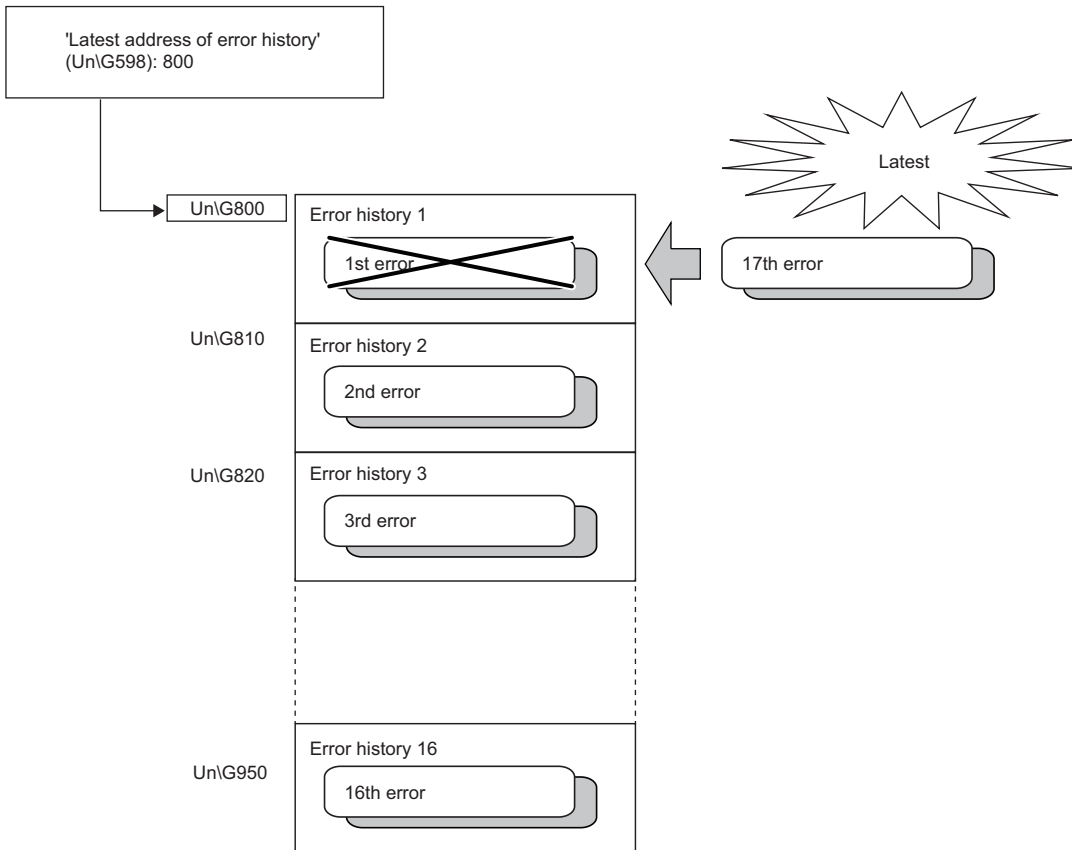 'Latest address of error history'
(Un\G598): 800
Latest
Un\G800
Error history 1
1st error
17th error
Un\G810
Error history 2
2nd error
Un\G820
Error history 3
3rd error
Error history 16
Un\G950
16th error